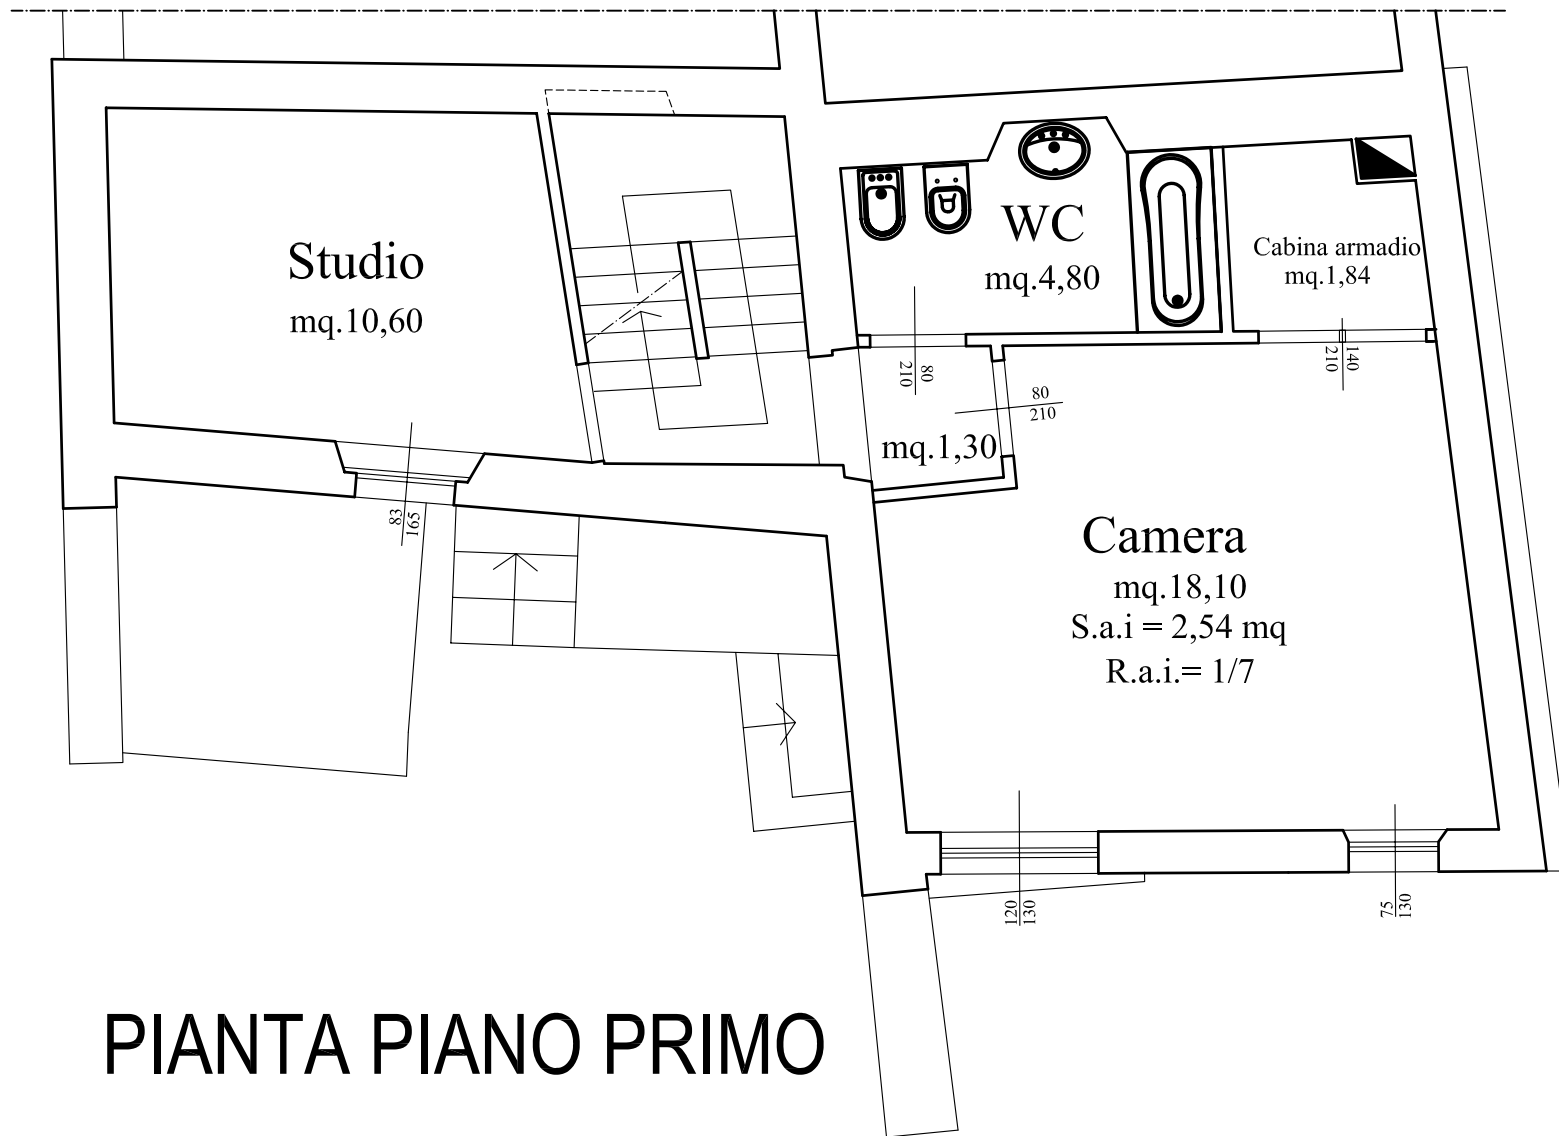 Studio
mq.10,60
WC
mq.4,80
Cabina armadio
mq.1,84
80
210
140
210
80
210
mq.1,30
83
165
Camera
mq.18,10
S.a.i = 2,54 mq
R.a.i.= 1/7
120
130
75
130
PIANTA PIANO PRIMO